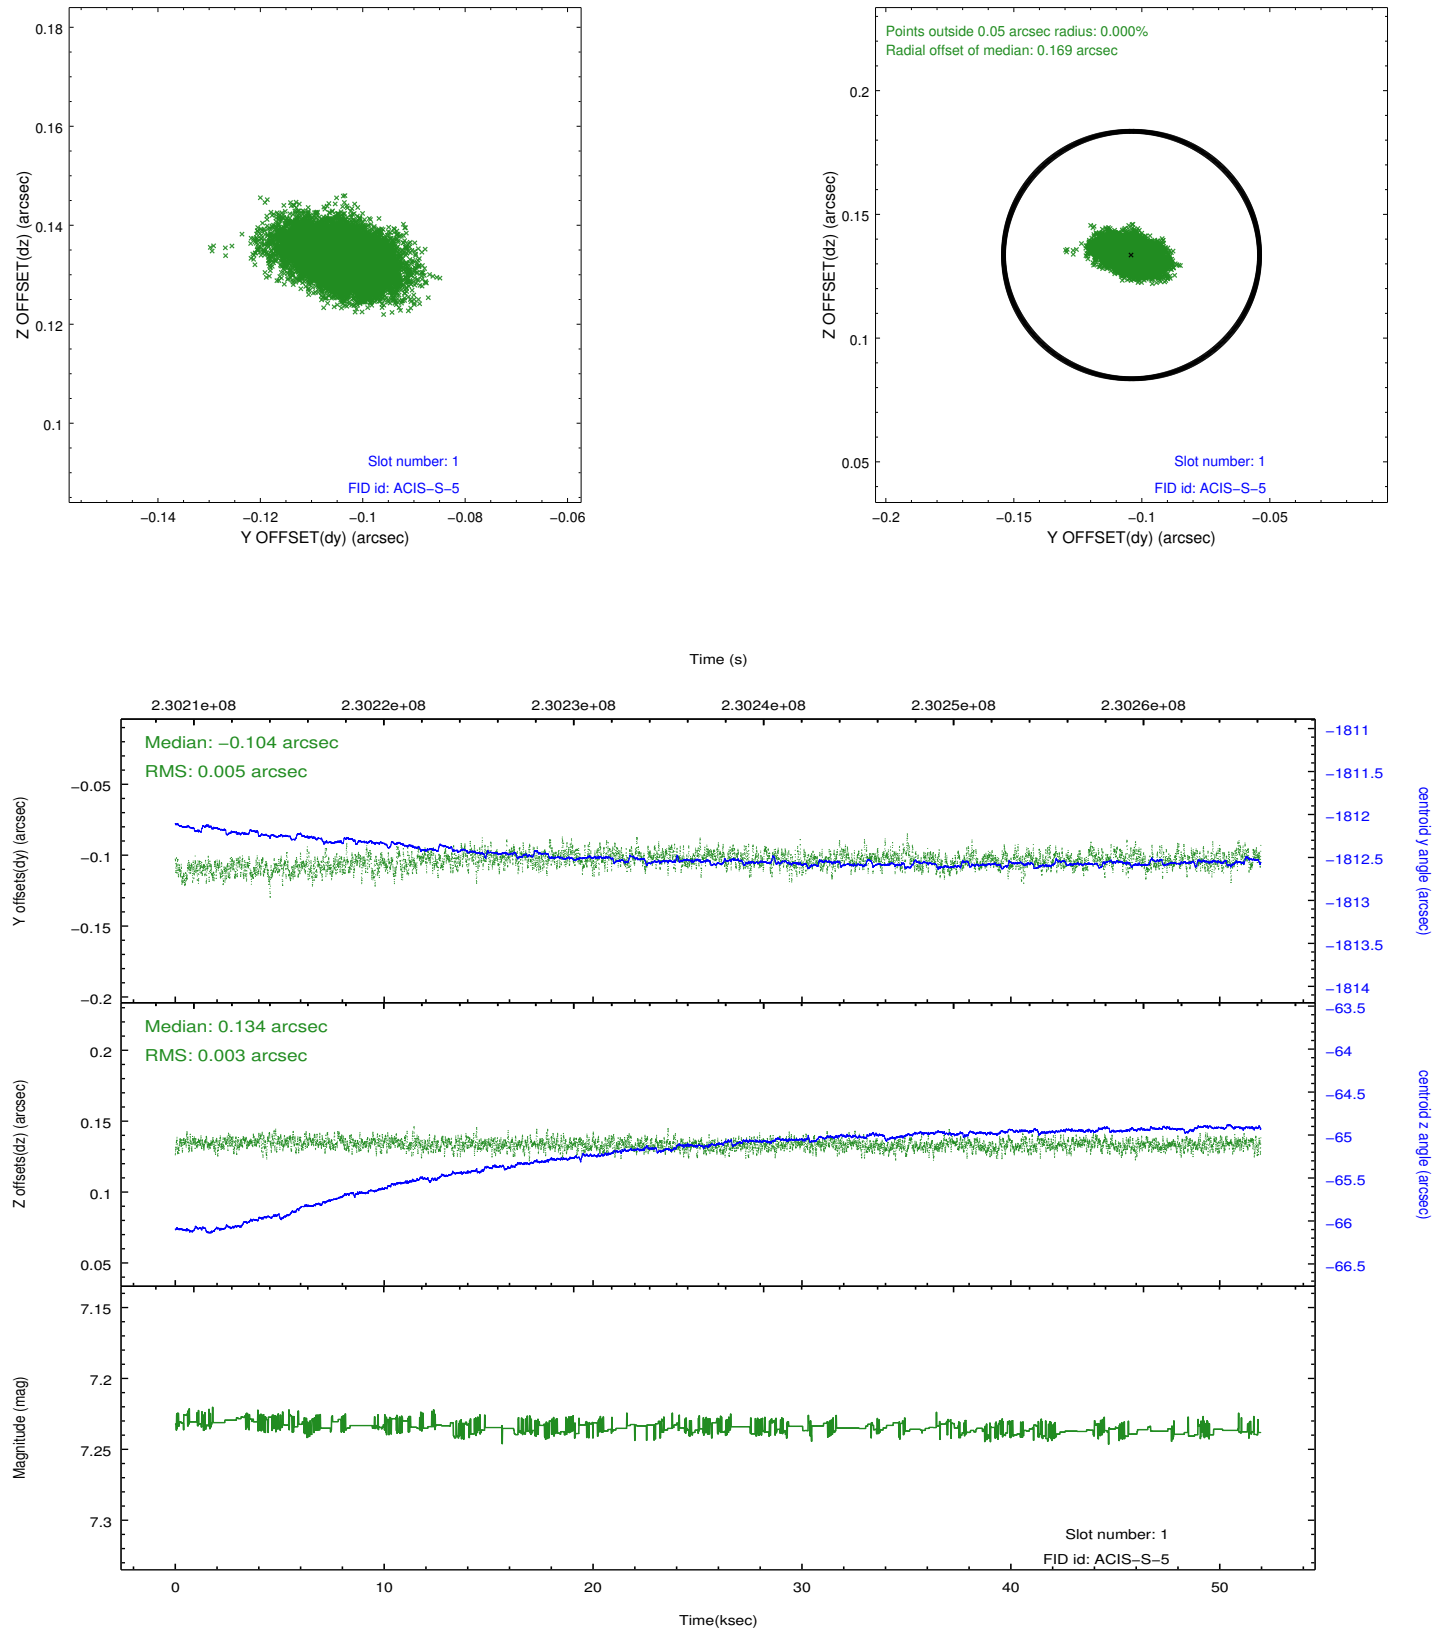 0.18
0.16
0.14
0.12
0.1
Z OFFSET(dz) (arcsec)
Slot number: 1
FID id: ACIS−S−5
−0.14
−0.12
−0.1
−0.08
−0.06
Y OFFSET(dy) (arcsec)
Points outside 0.05 arcsec radius: 0.000%
Radial offset of median: 0.169 arcsec
0.2
0.15
0.1
0.05
Z OFFSET(dz) (arcsec)
Slot number: 1
FID id: ACIS−S−5
−0.2
−0.15
−0.1
−0.05
Y OFFSET(dy) (arcsec)
Time (s)
2.3021e+08
2.3022e+08
2.3023e+08
2.3024e+08
2.3025e+08
2.3026e+08
Median: −0.104 arcsec
RMS: 0.005 arcsec
−0.05
−0.1
−0.15
−0.2
Y offsets(dy) (arcsec)
−1811
−1811.5
−1812
−1812.5
−1813
−1813.5
−1814
centroid y angle (arcsec)
Median: 0.134 arcsec
RMS: 0.003 arcsec
0.2
0.15
0.1
0.05
Z offsets(dz) (arcsec)
−63.5
−64
−64.5
−65
−65.5
−66
−66.5
centroid z angle (arcsec)
7.15
7.2
7.25
7.3
Magnitude (mag)
Slot number: 1
FID id: ACIS−S−5
0
10
20
30
40
50
Time(ksec)